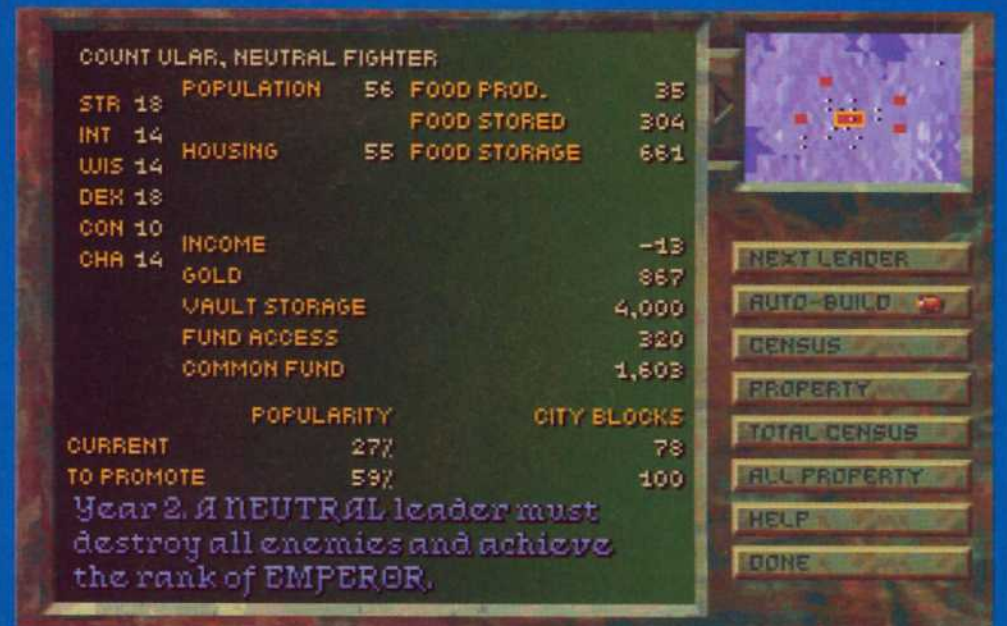 COUNT ULAR, NEUTRAL FIGHTER
STR 18 POPULATION 56 FOOD PROD. 35
INT 14 FOOD STORED 304
WIS 14 HOUSING 55 FOOD STORAGE 661
DEX 18
CON 10
CHA 14 INCOME -13
GOLD 867
VAULT STORAGE 4,000
FUND ACCESS 320
COMMON FUND 1,603
POPULARITY CITY BLOCKS
CURRENT 27% 78
TO PROMOTE 59% 100
Year 2. A NEUTRAL leader must
destroy all enemies and achieve
the rank of EMPEROR.
NEXT LEADER
AUTO-BUILD
CENSUS
PROPERTY
TOTAL CENSUS
ALL PROPERTY
HELP
DONE